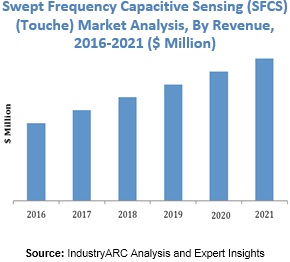 Swept Frequency Capacitive Sensing (SFCS)
(Touche) Market Analysis, By Revenue,
2016-2021 ($ Million)
$ Million
2016 2017 2018 2019 2020 2021
Source: IndustryARC Analysis and Expert Insights